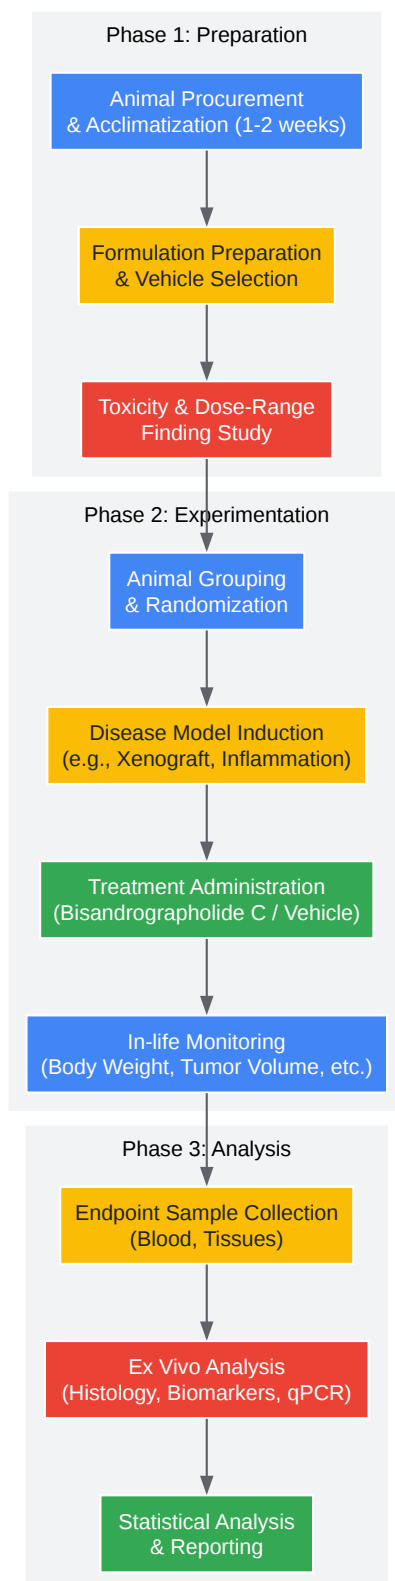 Phase 1: Preparation
Animal Procurement
& Acclimatization (1-2 weeks)
Formulation Preparation
& Vehicle Selection
Toxicity & Dose-Range
Finding Study
Phase 2: Experimentation
Animal Grouping
& Randomization
Disease Model Induction
(e.g., Xenograft, Inflammation)
Treatment Administration
(Bisandrographolide C / Vehicle)
In-life Monitoring
(Body Weight, Tumor Volume, etc.)
Phase 3: Analysis
Endpoint Sample Collection
(Blood, Tissues)
Ex Vivo Analysis
(Histology, Biomarkers, qPCR)
Statistical Analysis
& Reporting